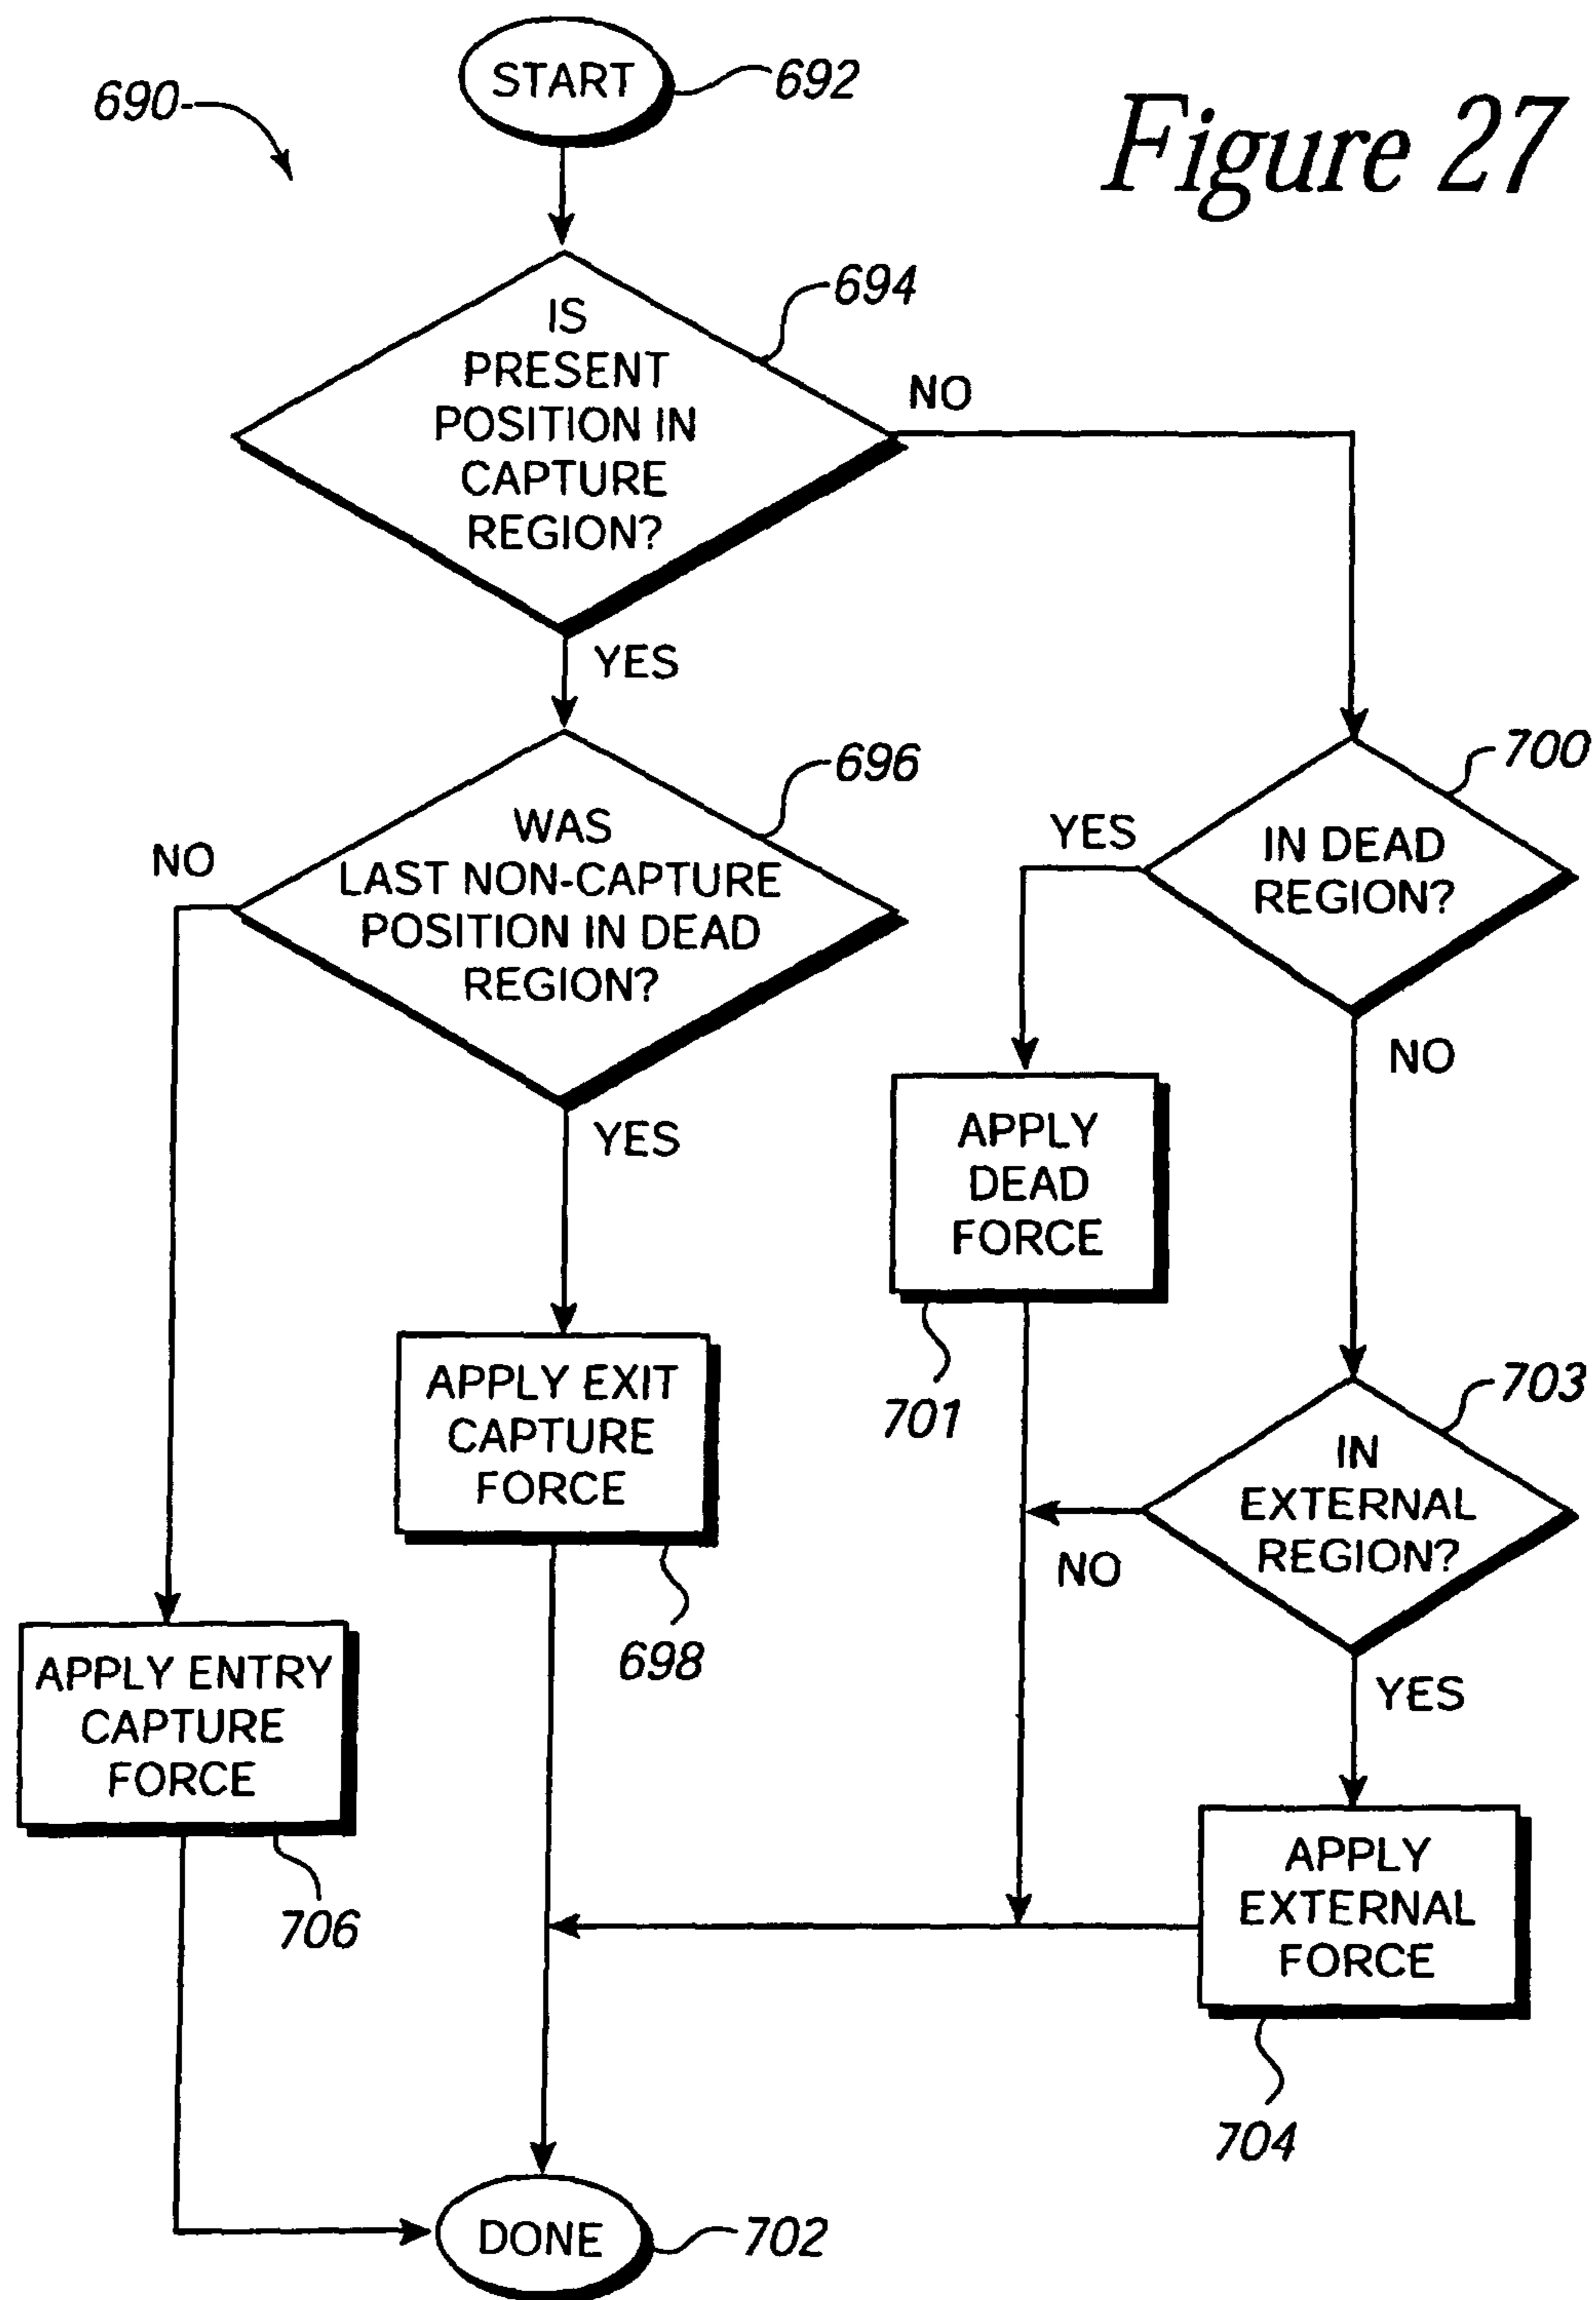 START
692
690
Figure 27
IS
PRESENT
POSITION IN
CAPTURE
REGION?
694
NO
YES
WAS
LAST NON-CAPTURE
POSITION IN DEAD
REGION?
696
NO
YES
IN DEAD
REGION?
700
YES
NO
APPLY
DEAD
FORCE
701
APPLY EXIT
CAPTURE
FORCE
698
IN
EXTERNAL
REGION?
703
NO
YES
APPLY ENTRY
CAPTURE
FORCE
706
APPLY
EXTERNAL
FORCE
704
DONE
702